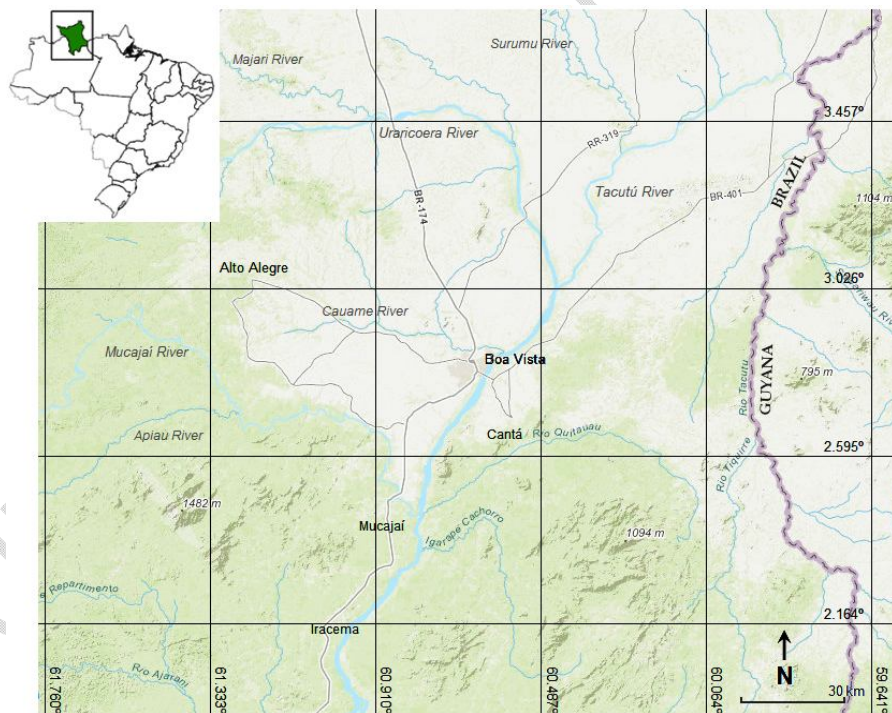 Surumu River
Majari River
3.457°
Uraricoera River
RR-319
BRAZIL
Tacutú River
BR-401
BR-174
1104 m
Alto Alegre
3.026°
Cauame River
Mucajaí River
Boa Vista
GUYANA
Rio Tacutu
795 m
Apiau River
Cantá
Rio Quitauau
2.595°
Rio Tiquirre
1482 m
Mucajaí
Igarape Cachorro
1094 m
e Repartimento
2.164°
Iracema
Rio Ajarani
N
30 km
61.760°
61.333°
60.910°
60.487°
60.064°
59.641°